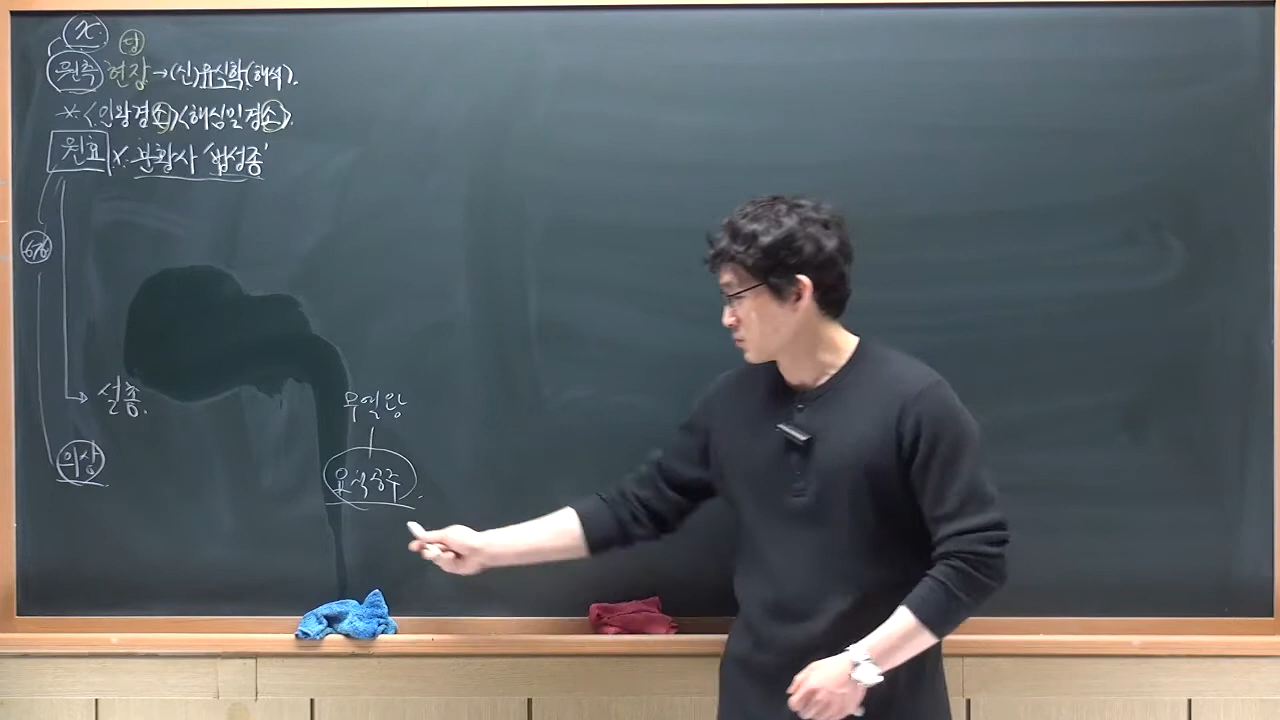 당
원측 현장→(신)유식학(해석).
*<인왕경소><해심밀경소>.
원효 X. 분황사 '법성종'
676
설총.
무열왕
의상
요석공주.